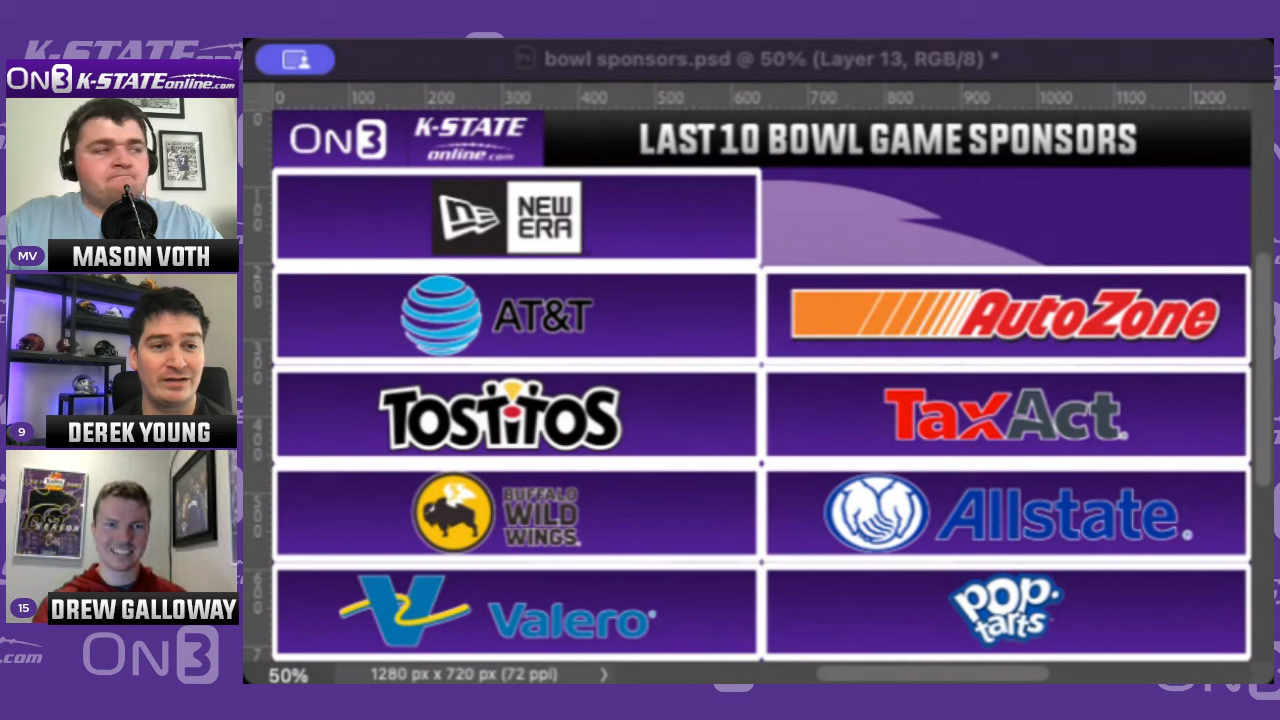 K-STATE
ON3 K-STATEonline.com
MV
MASON VOTH
9
DEREK YOUNG
15
DREW GALLOWAY
.com
ON3
bowl sponsors.psd @ 50% (Layer 13, RGB/8) *
0 100 200 300 400 500 600 700 800 900 1000 1100 1200
ON3 K-STATE
online.com
LAST 10 BOWL GAME SPONSORS
NEW
ERA
AT&T
AutoZone
TOSTITOS
TaxAct.
BUFFALO
WILD
WINGS
Allstate.
Valero
POP.
tarts
50% 1280 px x 720 px (72 ppi)